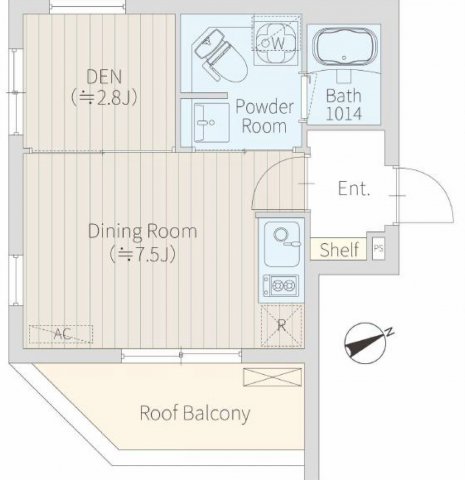 DEN
(≒2.8J)
W
Powder
Room
Bath
1014
Ent.
Dining Room
(≒7.5J)
Shelf
PS
AC
R
N
Roof Balcony